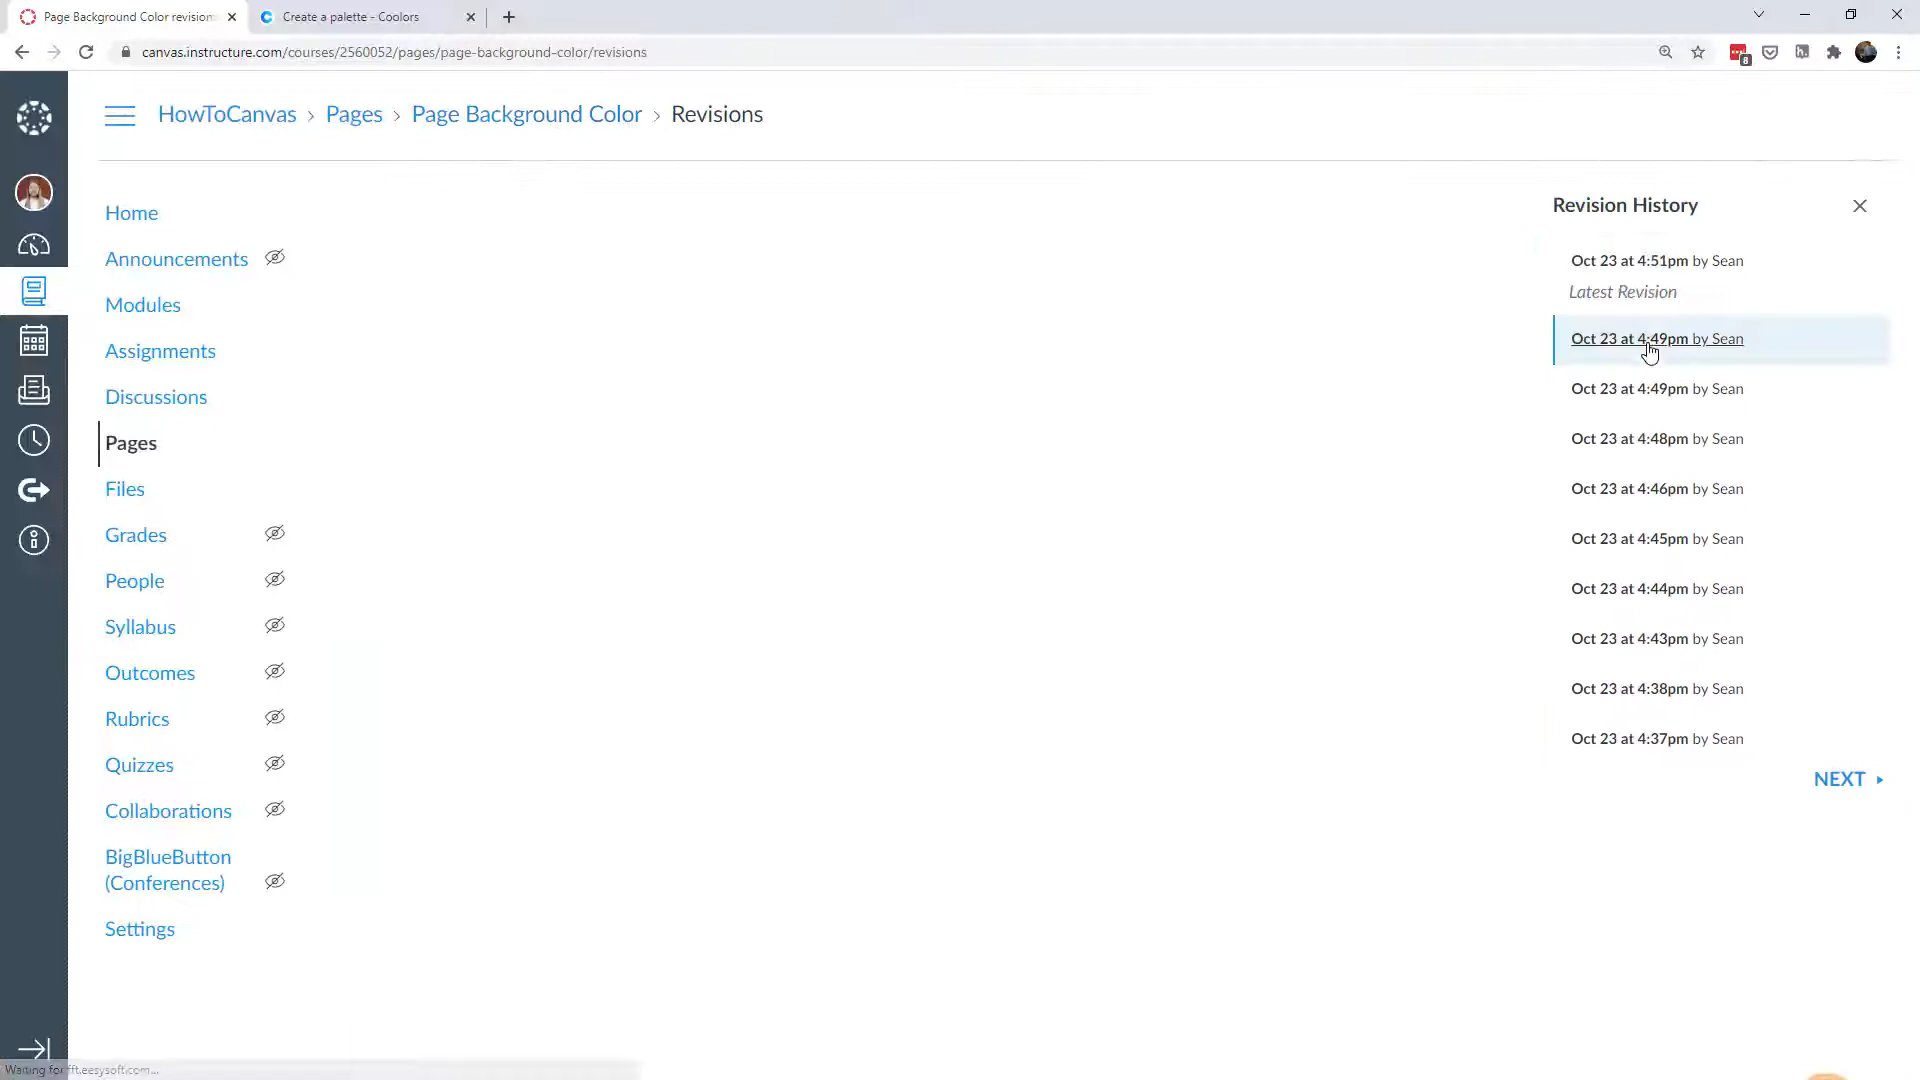 Page Background Color revision
Create a palette - Coolors
canvas.instructure.com/courses/2560052/pages/page-background-color/revisions
8
HowToCanvas › Pages › Page Background Color › Revisions
Home
Announcements
Modules
Assignments
Discussions
Pages
Files
Grades
People
Syllabus
Outcomes
Rubrics
Quizzes
Collaborations
BigBlueButton
(Conferences)
Settings
Revision History
Oct 23 at 4:51pm by Sean
Latest Revision
Oct 23 at 4:49pm by Sean
Oct 23 at 4:49pm by Sean
Oct 23 at 4:48pm by Sean
Oct 23 at 4:46pm by Sean
Oct 23 at 4:45pm by Sean
Oct 23 at 4:44pm by Sean
Oct 23 at 4:43pm by Sean
Oct 23 at 4:38pm by Sean
Oct 23 at 4:37pm by Sean
NEXT
Waiting for fft.eesysoft.com...